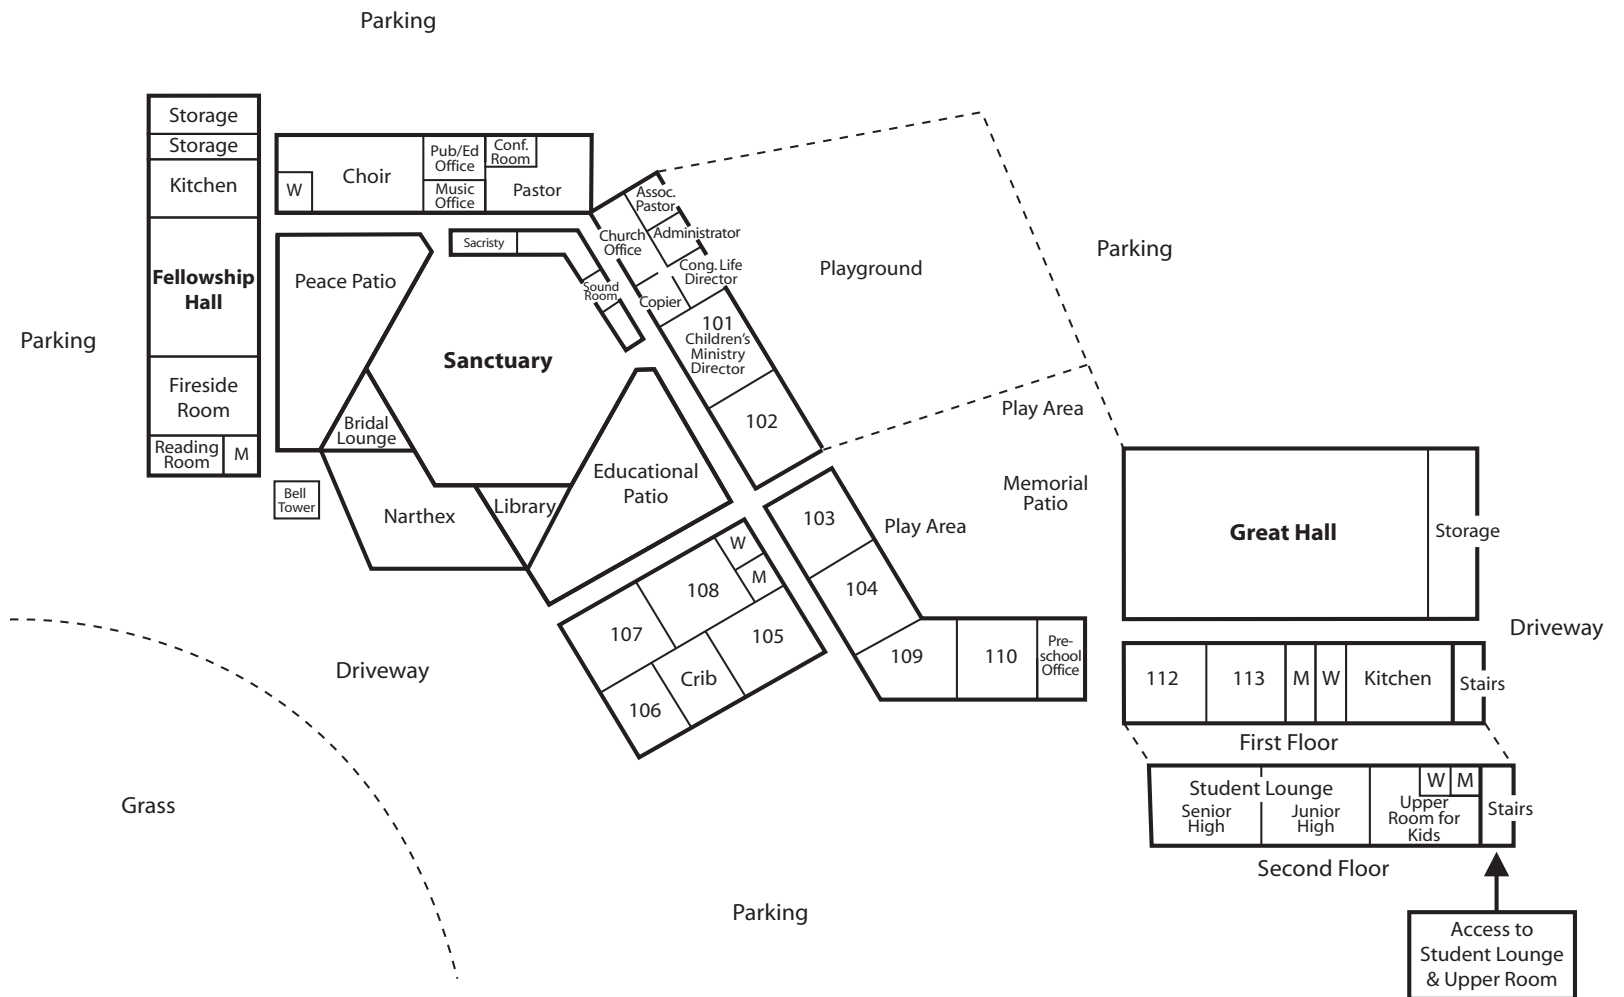 Parking
Storage
Storage
Kitchen
Fellowship
Hall
Fireside
Room
Reading
Room
M
W
Choir
Pub/Ed
Office
Music
Office
Conf.
Room
Pastor
Peace Patio
Sacristy
Sound
Room
Sanctuary
Bridal
Lounge
Bell
Tower
Narthex
Library
Educational
Patio
Assoc.
Pastor
Church
Office
Administrator
Cong. Life
Director
Copier
101
Children's
Ministry
Director
102
Playground
Parking
Parking
Play Area
Memorial
Patio
Play Area
103
104
109
110
Pre-
school
Office
W
M
108
107
105
Crib
106
Great Hall
Storage
Driveway
112
113
M
W
Kitchen
Stairs
First Floor
Student Lounge
Senior
High
Junior
High
W
M
Upper
Room for
Kids
Stairs
Second Floor
Access to
Student Lounge
& Upper Room
Driveway
Grass
Parking